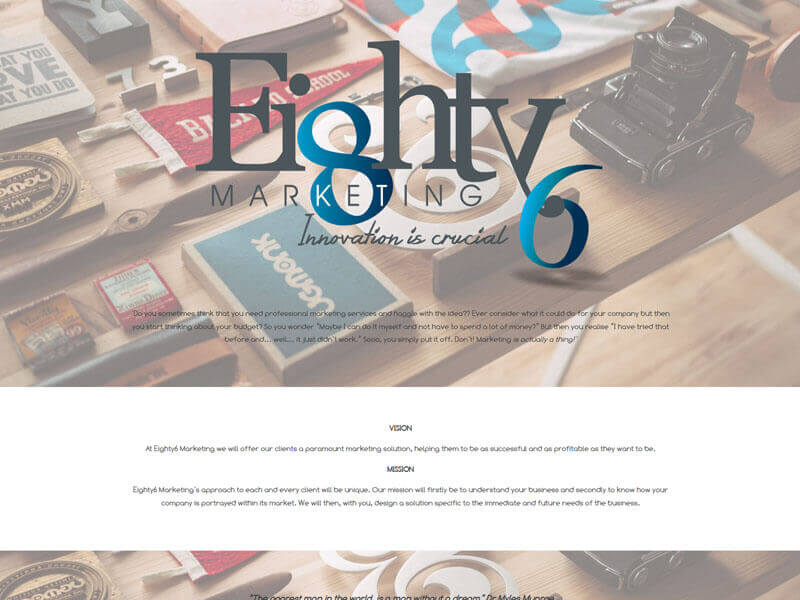 Eighty
MARKETING
6
Innovation is crucial
Do you sometimes think that you need professional marketing services and haggle with the idea?? Ever consider what it could do for your company but then
you start thinking about your budget? So you wonder "Maybe I can do it myself and not have to spend a lot of money?" But then you realise "I have tried that
before and... well... it just didn't work." Sooo, you simply put it off. Don't! Marketing is actually a thing!"
VISION
At Eighty6 Marketing we will offer our clients a paramount marketing solution, helping them to be as successful and as profitable as they want to be.
MISSION
Eighty6 Marketing's approach to each and every client will be unique. Our mission will firstly be to understand your business and secondly to know how your
company is portrayed within its market. We will then, with you, design a solution specific to the immediate and future needs of the business.
"The poorest man in the world, is a man without a dream" Dr Myles Munroe